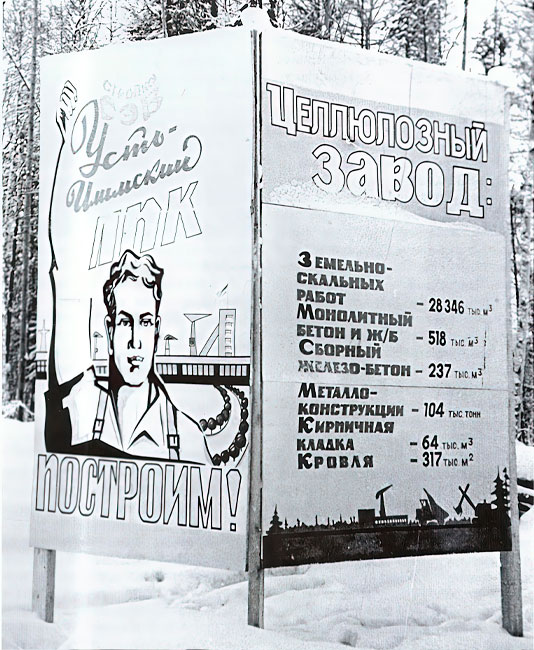 СТРОЙКУ
СЭВ
Усть-
Илимский
ЛПК
ПОСТРОИМ!
ЦЕЛЛЮЛОЗНЫЙ
ЗАВОД:
ЗЕМЕЛЬНО-
СКАЛЬНЫХ
РАБОТ – 28 346 тыс. м³
МОНОЛИТНЫЙ
БЕТОН И Ж/Б – 518 тыс. м³
СБОРНЫЙ
ЖЕЛЕЗО-БЕТОН – 237 тыс. м³
МЕТАЛЛО-
КОНСТРУКЦИИ – 104 тыс. тонн
КИРПИЧНАЯ
КЛАДКА – 64 тыс. м³
КРОВЛЯ – 317 тыс. м²